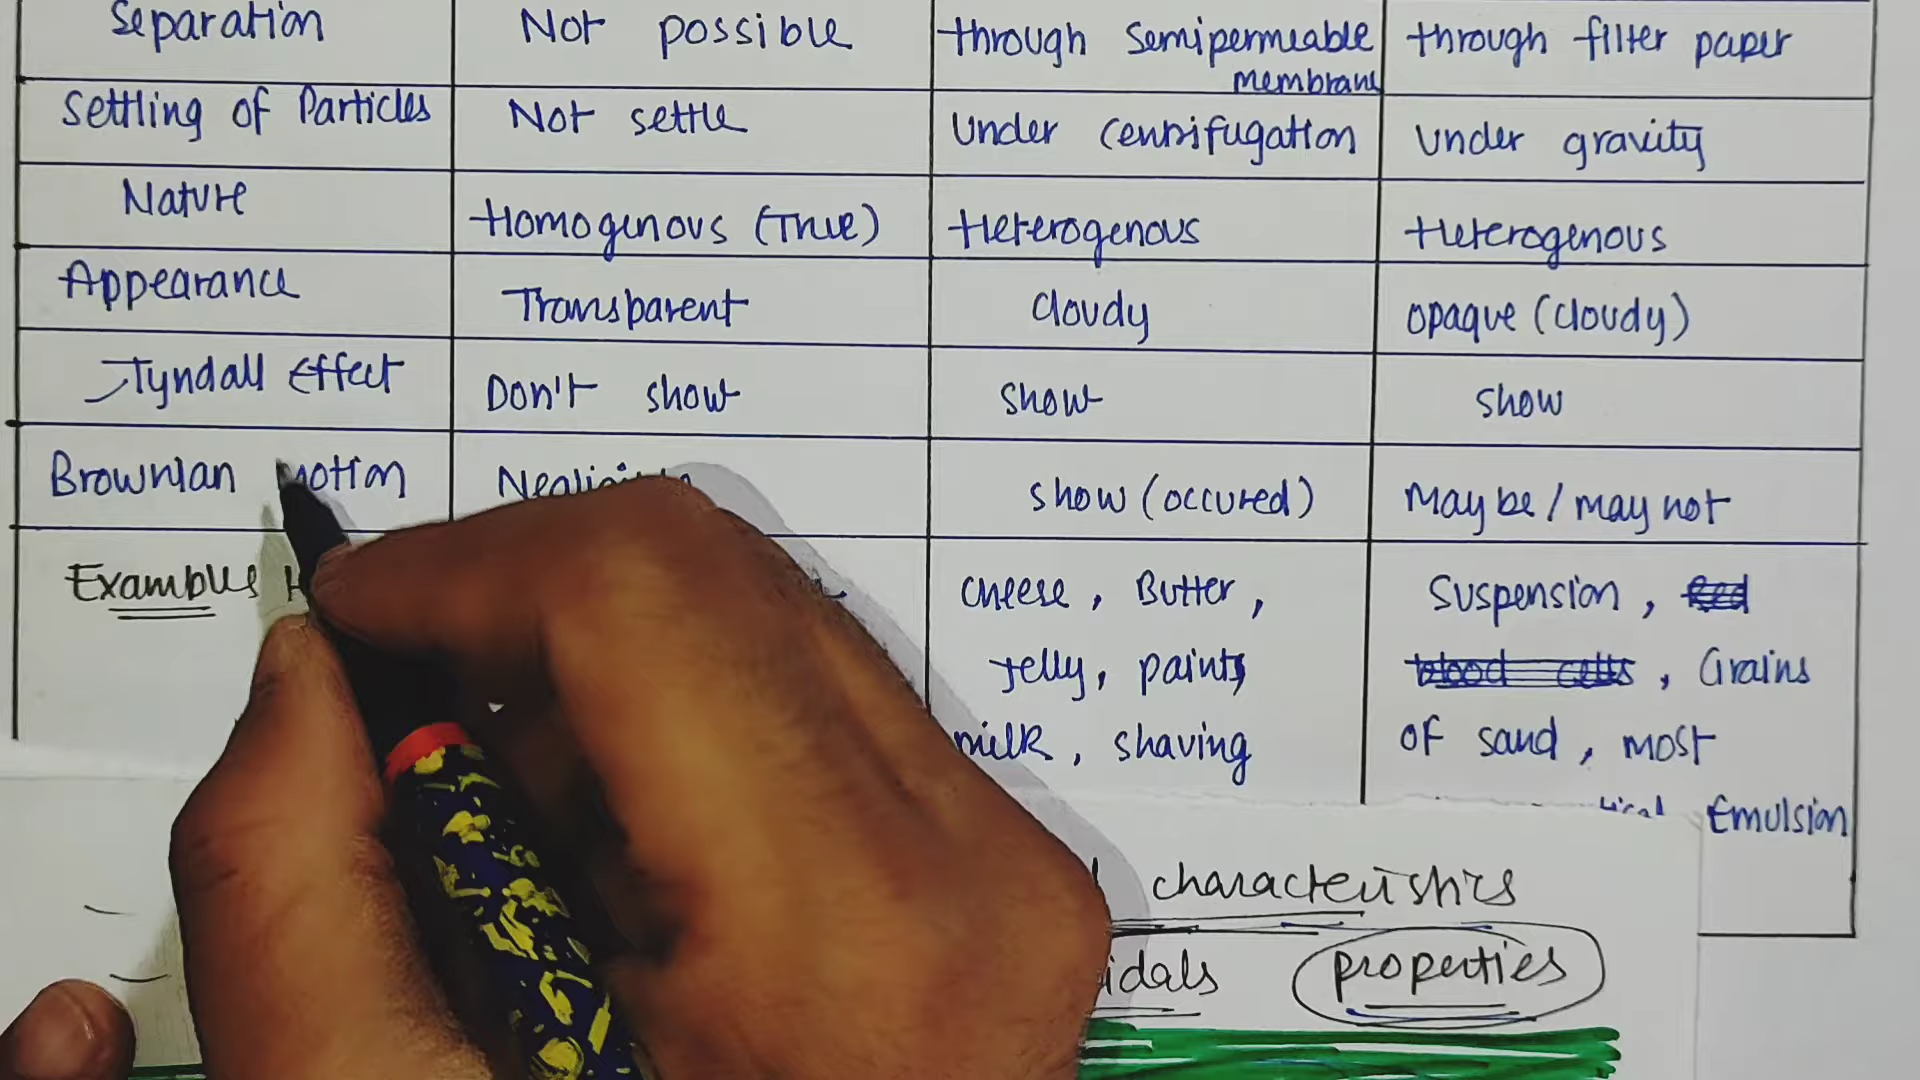 Separation Not possible through semipermeable membrane through filter paper
Settling of Particles Not settle Under Centrifugation Under gravity
Nature Homogenous (True) Heterogenous Heterogenous
Appearance Transparent Cloudy opaque (cloudy)
Tyndall Effect Don't show show show
Brownian motion show (occured) May be / may not
Examples cheese, Butter, Suspension,
Jelly, paints , Grains
milk, shaving of sand, most
Emulsion
characteristics
properties